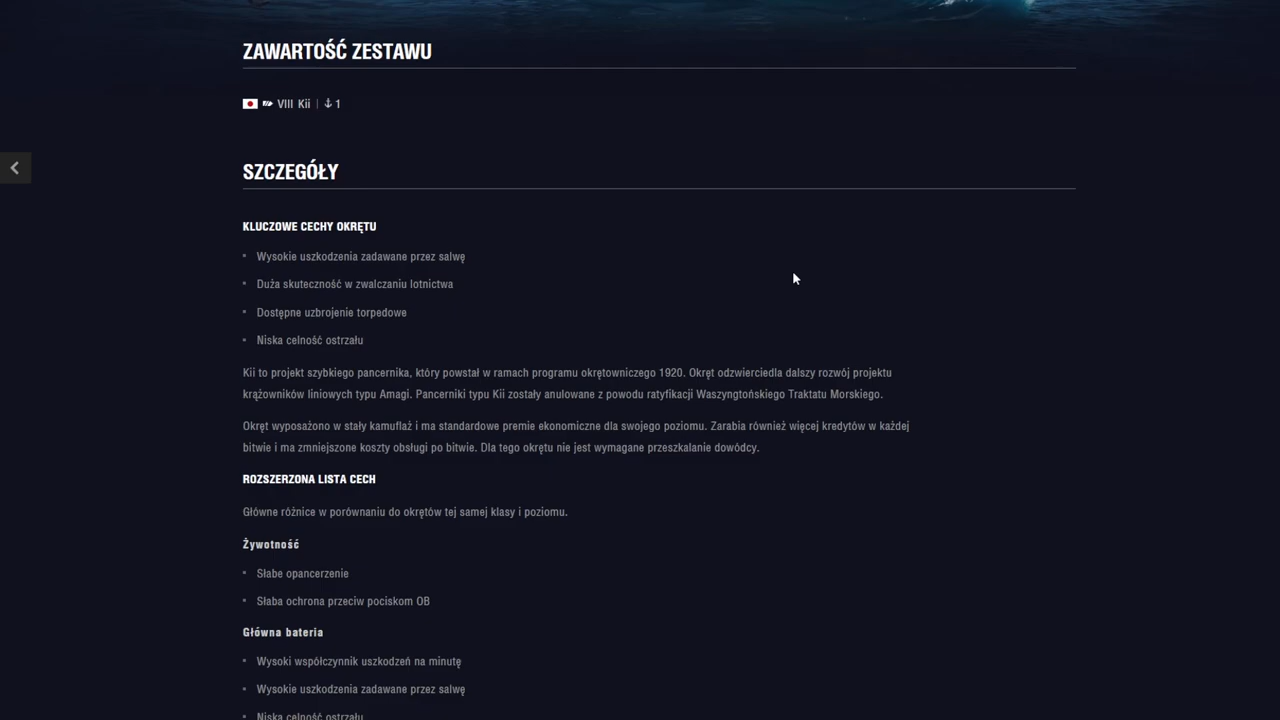 ZAWARTOŚĆ ZESTAWU
VIII Kii | 1
SZCZEGÓŁY
KLUCZOWE CECHY OKRĘTU
Wysokie uszkodzenia zadawane przez salwę
Duża skuteczność w zwalczaniu lotnictwa
Dostępne uzbrojenie torpedowe
Niska celność ostrzału
Kii to projekt szybkiego pancernika, który powstał w ramach programu okrętowniczego 1920. Okręt odzwierciedla dalszy rozwój projektu
krążowników liniowych typu Amagi. Pancerniki typu Kii zostały anulowane z powodu ratyfikacji Waszyngtońskiego Traktatu Morskiego.
Okręt wyposażono w stały kamuflaż i ma standardowe premie ekonomiczne dla swojego poziomu. Zarabia również więcej kredytów w każdej
bitwie i ma zmniejszone koszty obsługi po bitwie. Dla tego okrętu nie jest wymagane przeszkalanie dowódcy.
ROZSZERZONA LISTA CECH
Główne różnice w porównaniu do okrętów tej samej klasy i poziomu.
Żywotność
Słabe opancerzenie
Słaba ochrona przeciw pociskom OB
Główna bateria
Wysoki współczynnik uszkodzeń na minutę
Wysokie uszkodzenia zadawane przez salwę
Niska celność ostrzału